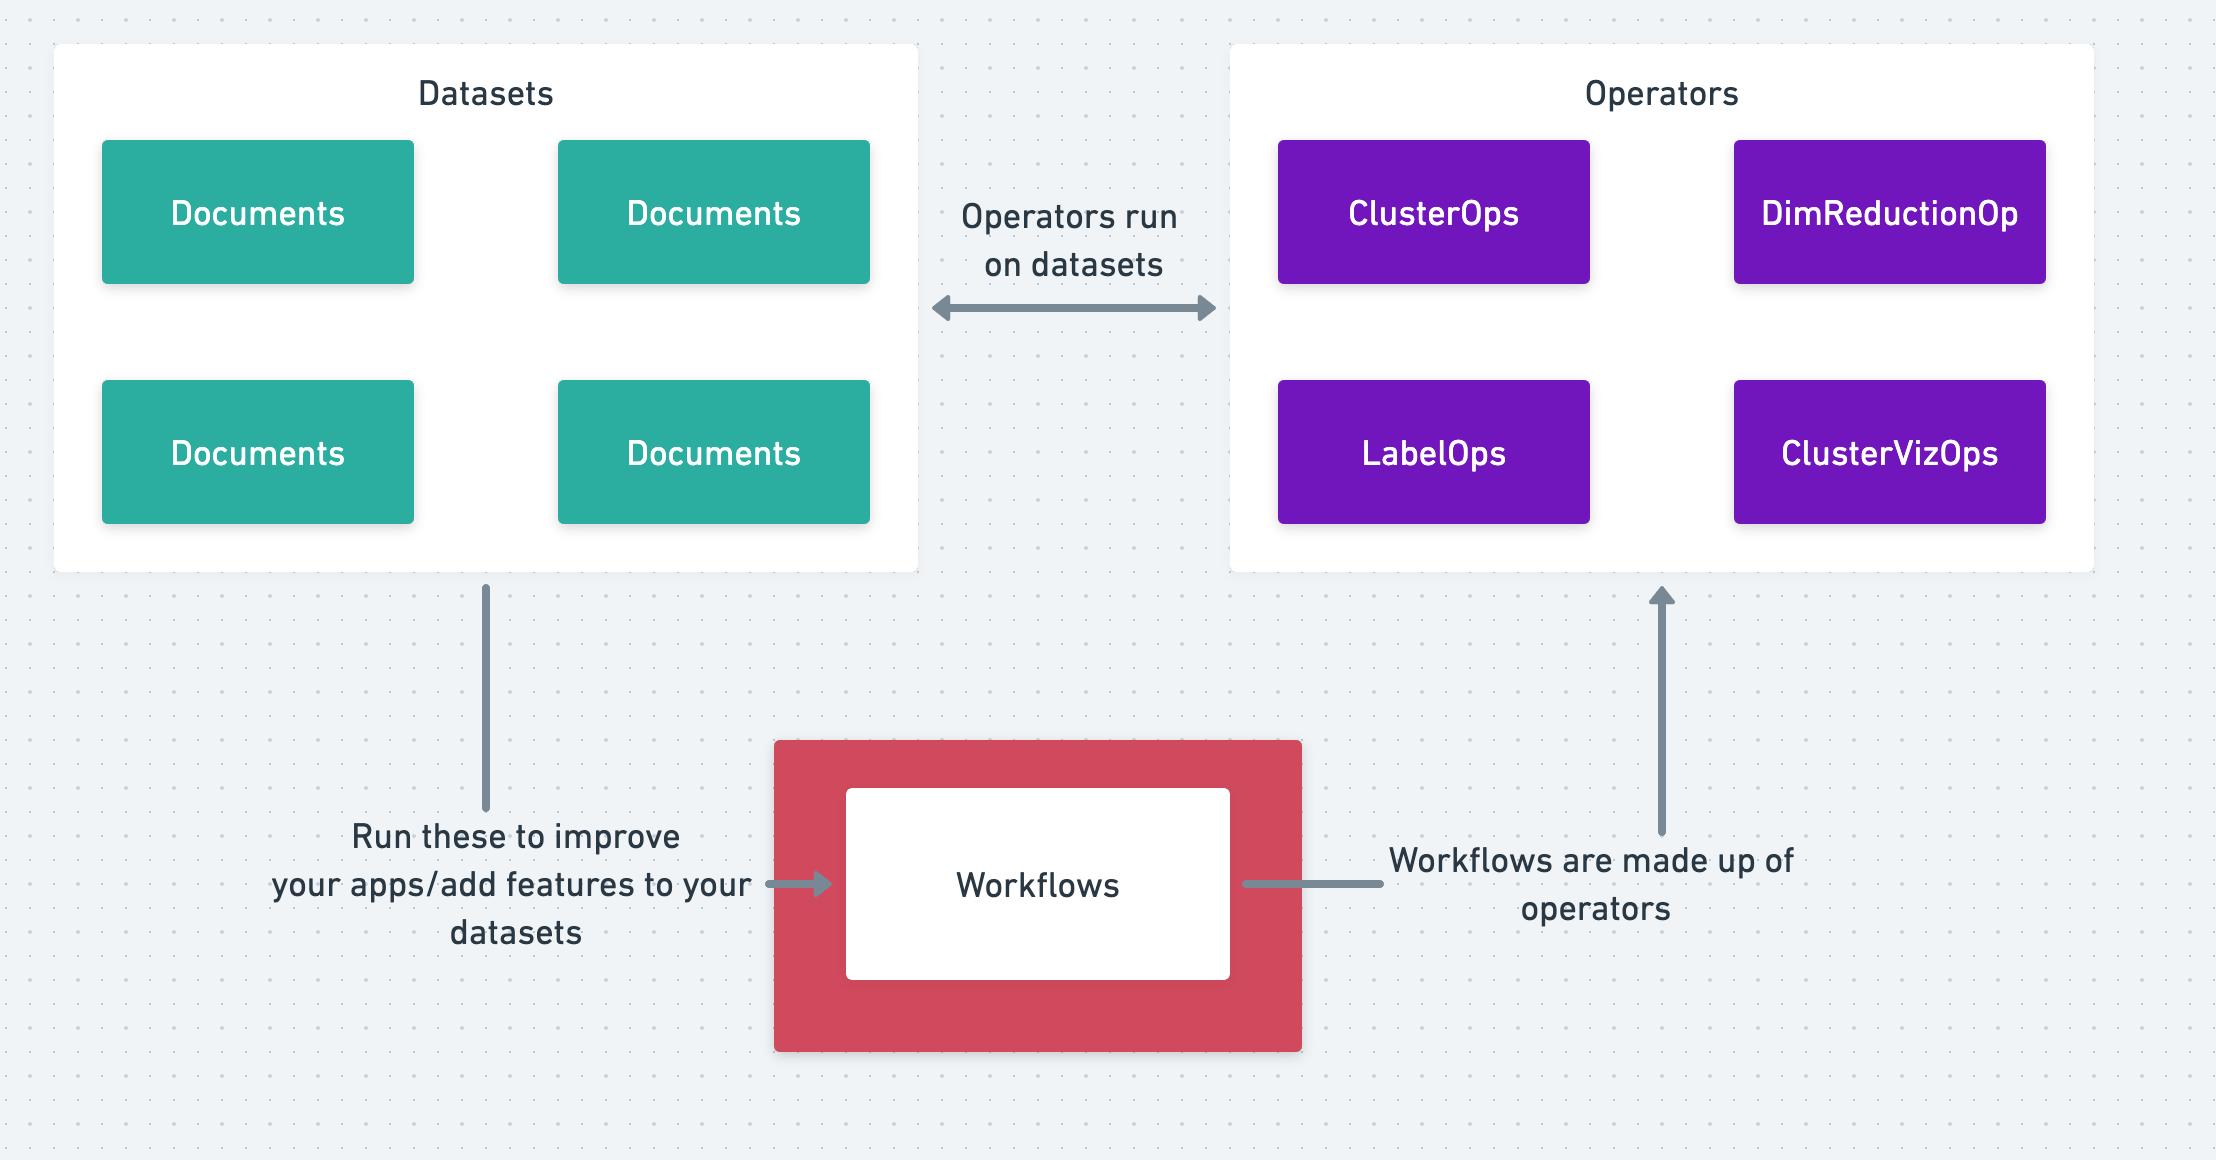 Datasets
Documents
Documents
Documents
Documents
Operators run
on datasets
Operators
ClusterOps
DimReductionOp
LabelOps
ClusterVizOps
Run these to improve
your apps/add features to your
datasets
Workflows
Workflows are made up of
operators